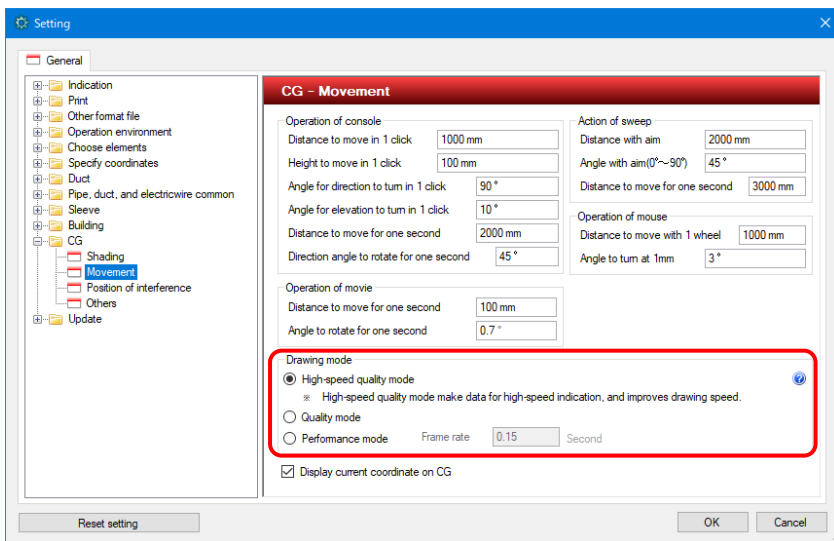 Setting
General
Indication
Print
Other format file
Operation environment
Choose elements
Specify coordinates
Duct
Pipe, duct, and electricwire common
Sleeve
Building
CG
Shading
Movement
Position of interference
Others
Update
CG - Movement
Operation of console
Distance to move in 1 click 1000 mm
Height to move in 1 click 100 mm
Angle for direction to turn in 1 click 90 °
Angle for elevation to turn in 1 click 10 °
Distance to move for one second 2000 mm
Direction angle to rotate for one second 45 °
Action of sweep
Distance with aim 2000 mm
Angle with aim(0°～90°) 45 °
Distance to move for one second 3000 mm
Operation of mouse
Distance to move with 1 wheel 1000 mm
Angle to turn at 1mm 3 °
Operation of movie
Distance to move for one second 100 mm
Angle to rotate for one second 0.7 °
Drawing mode
High-speed quality mode
※ High-speed quality mode make data for high-speed indication, and improves drawing speed.
Quality mode
Performance mode Frame rate 0.15 Second
Display current coordinate on CG
Reset setting OK Cancel